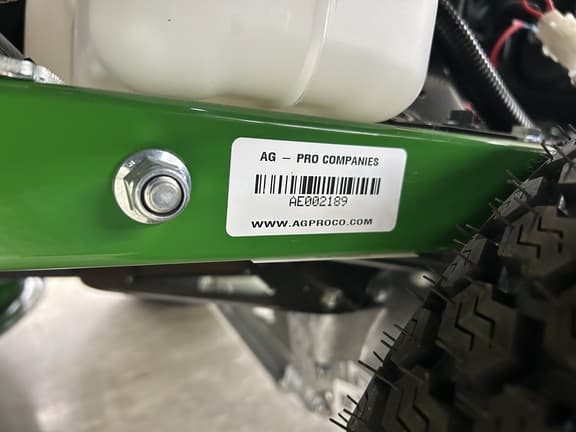 AG – PRO COMPANIES
AE002189
WWW.AGPROCO.COM